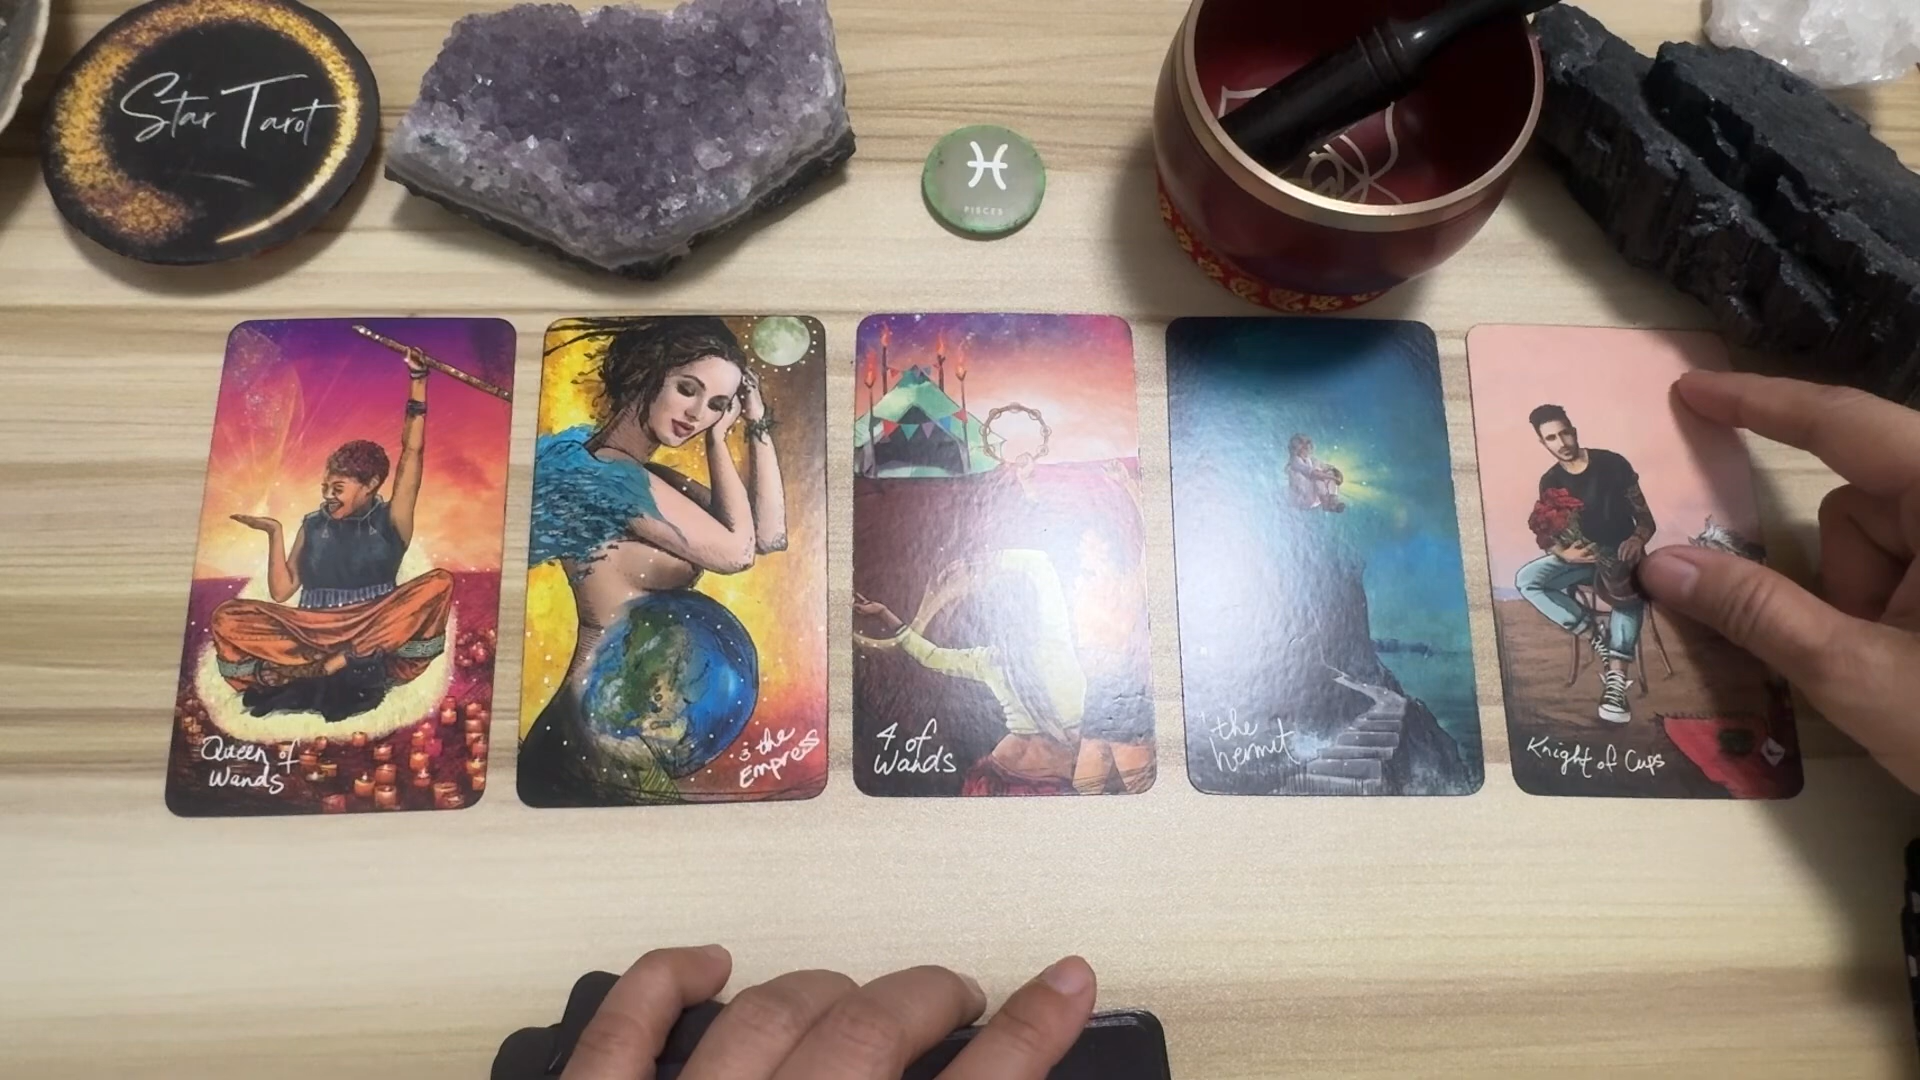 Star Tarot
PISCES
Queen of
Wands
3 the
Empress
4 of
Wands
the
hermit
Knight of Cups